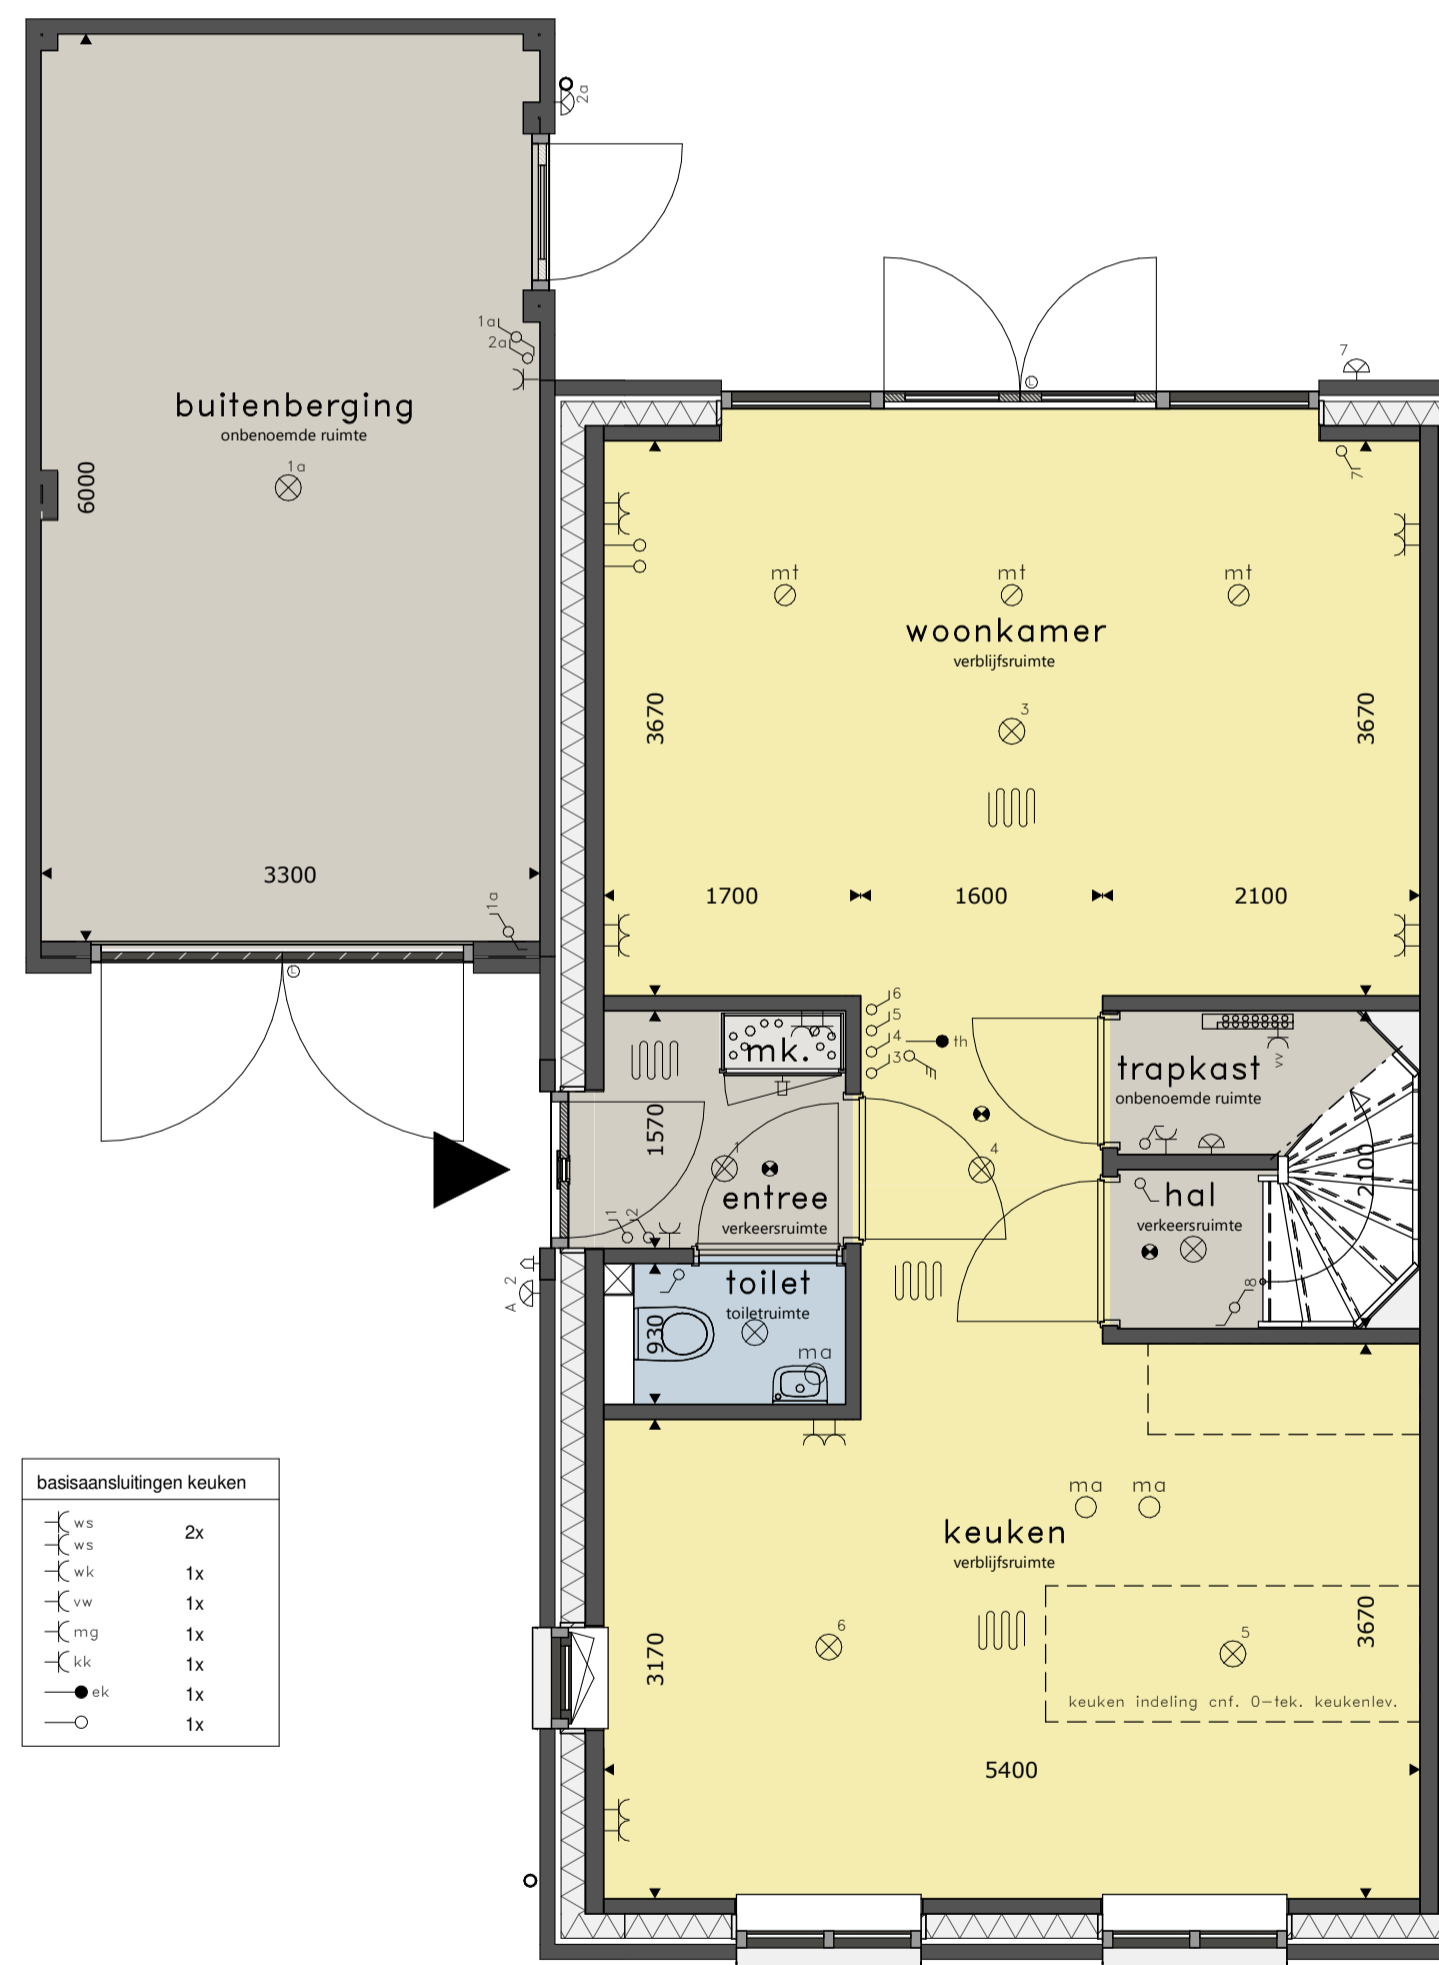 2a
1a
2a
7
buitenberging
onbenoemde ruimte
1a
6000
7
mt
mt
mt
woonkamer
verblijfsruimte
3670
3670
3
3300
1a
1700
1600
2100
6
5
4
3
th
mk.
trapkast
onbenoemde ruimte
vv
1570
1
4
entree
verkeersruimte
1
2
hal
verkeersruimte
2100
8
2
A
toilet
toiletruimte
930
ma
ma
ma
keuken
verblijfsruimte
3170
3670
6
5
keuken indeling cnf. 0-tek. keukenlev.
5400
basisaansluitingen keuken
ws
ws 2x
wk 1x
vw 1x
mg 1x
kk 1x
ek 1x
1x